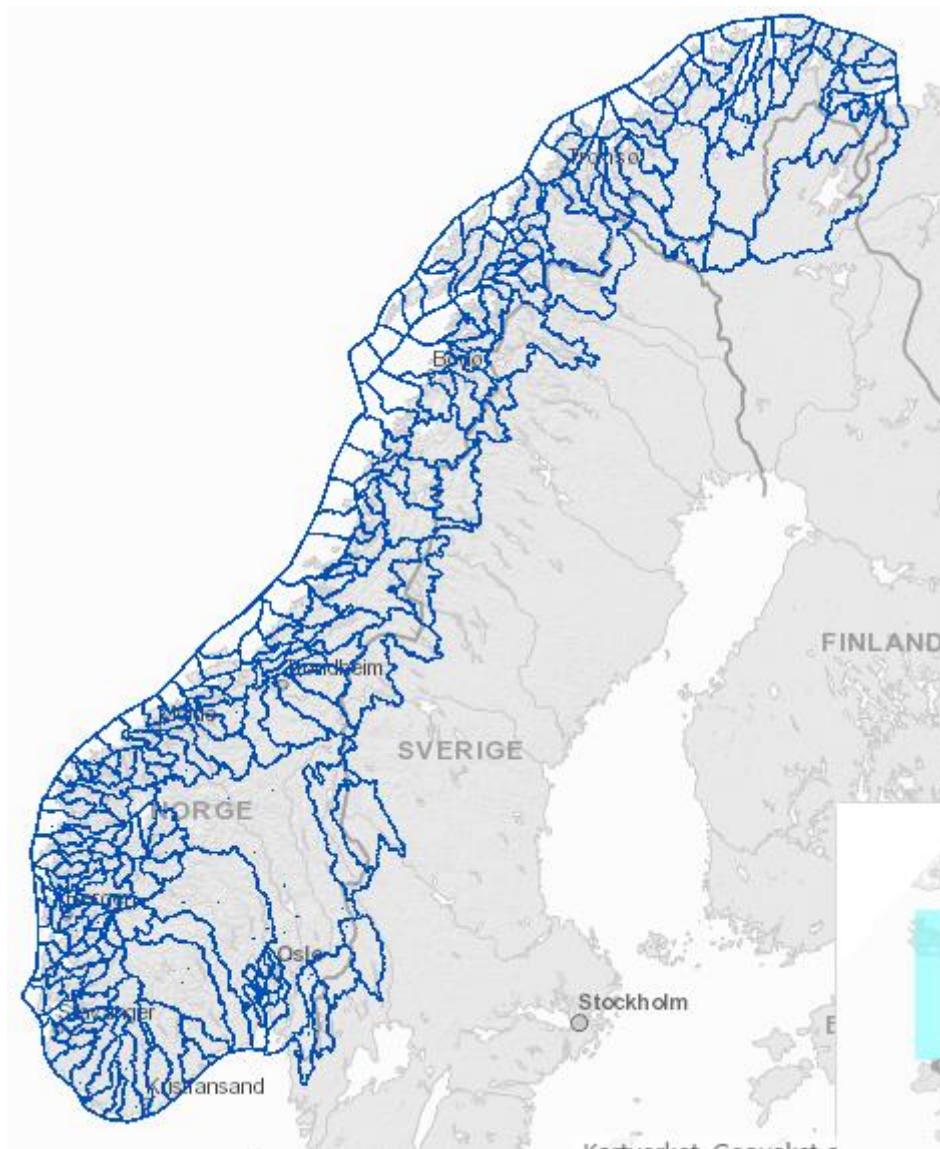 Tromsø
Bodø
FINLAND
Trondheim
Molde
SVERIGE
NORGE
Bergen
Oslo
Stavanger
Stockholm
Kristiansand